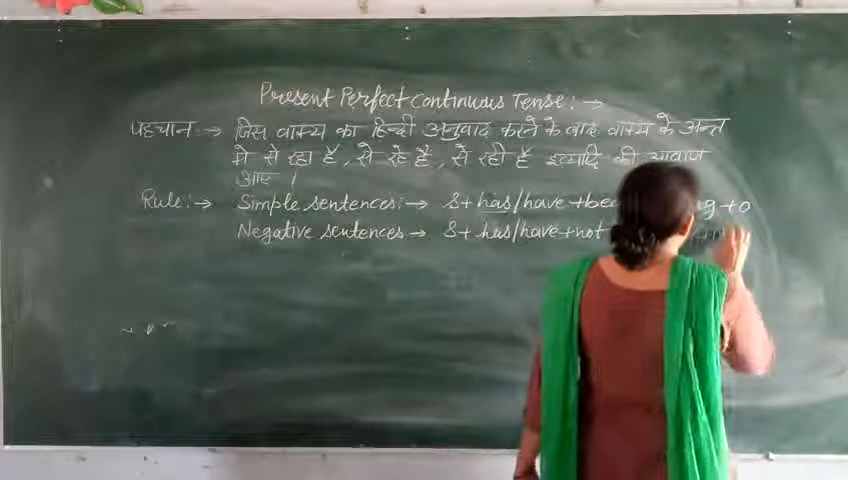 Present Perfect Continuous Tense :→
पहचान → जिस वाक्य का हिन्दी अनुवाद करने के बाद वाक्य के अन्त
मे से रहा है, से रहे हैं, से रही हैं इत्यादि की आवाज
आए ।
Rule:→ Simple sentences:→ S+ has/have +bee g+o
Negative sentences → S+ has/have+not